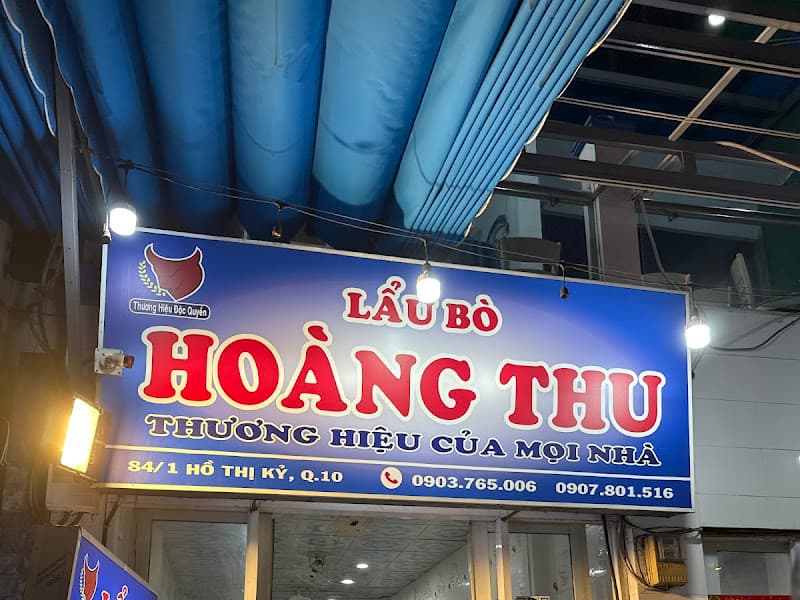 Thương Hiệu Độc Quyền
LẨU BÒ
HOÀNG THU
THƯƠNG HIỆU CỦA MỌI NHÀ
84/1 HỒ THỊ KỶ, Q.10
0903.765.006 0907.801.516